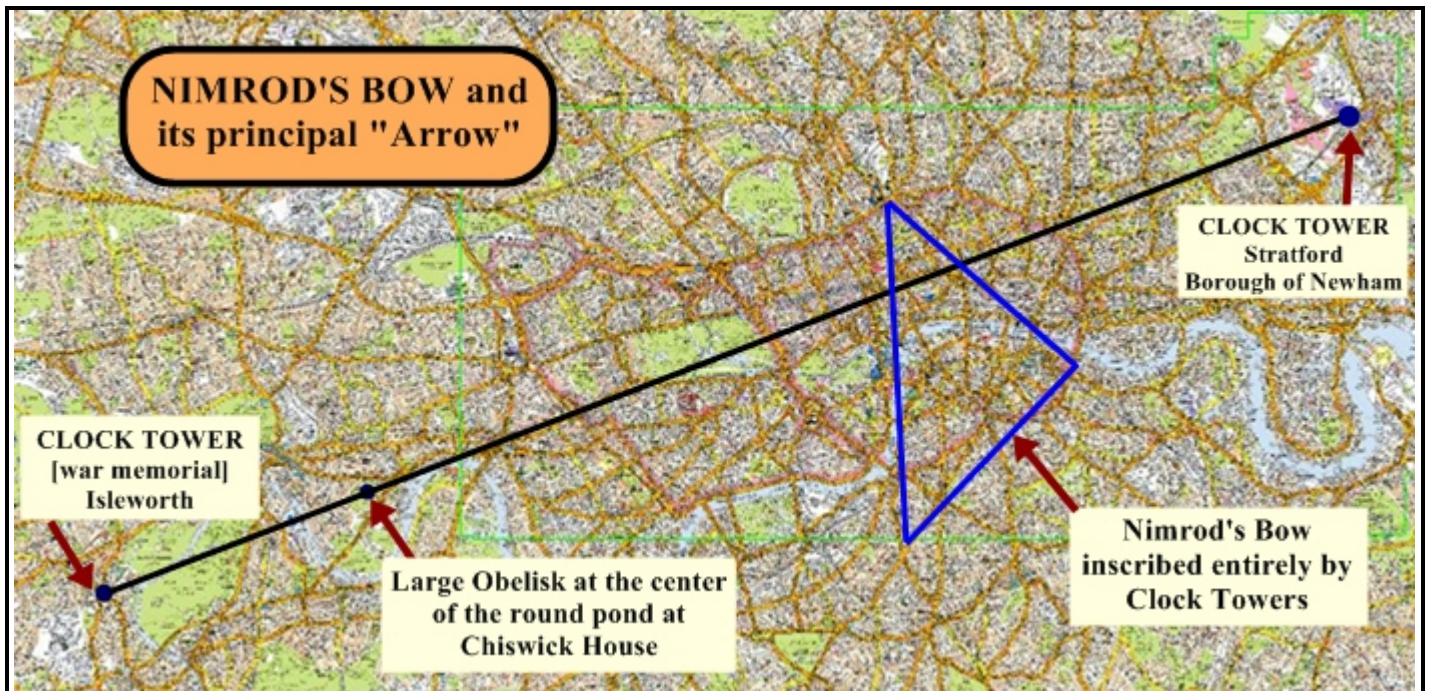 NIMROD'S BOW and
its principal "Arrow"
CLOCK TOWER
Stratford
Borough of Newham
CLOCK TOWER
[war memorial]
Isleworth
Large Obelisk at the center
of the round pond at
Chiswick House
Nimrod's Bow
inscribed entirely by
Clock Towers